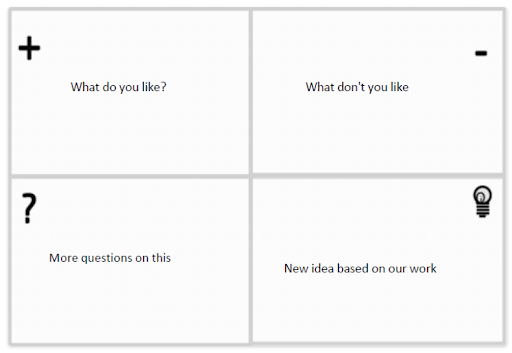 +
-
What do you like?
What don't you like
?
More questions on this
New idea based on our work